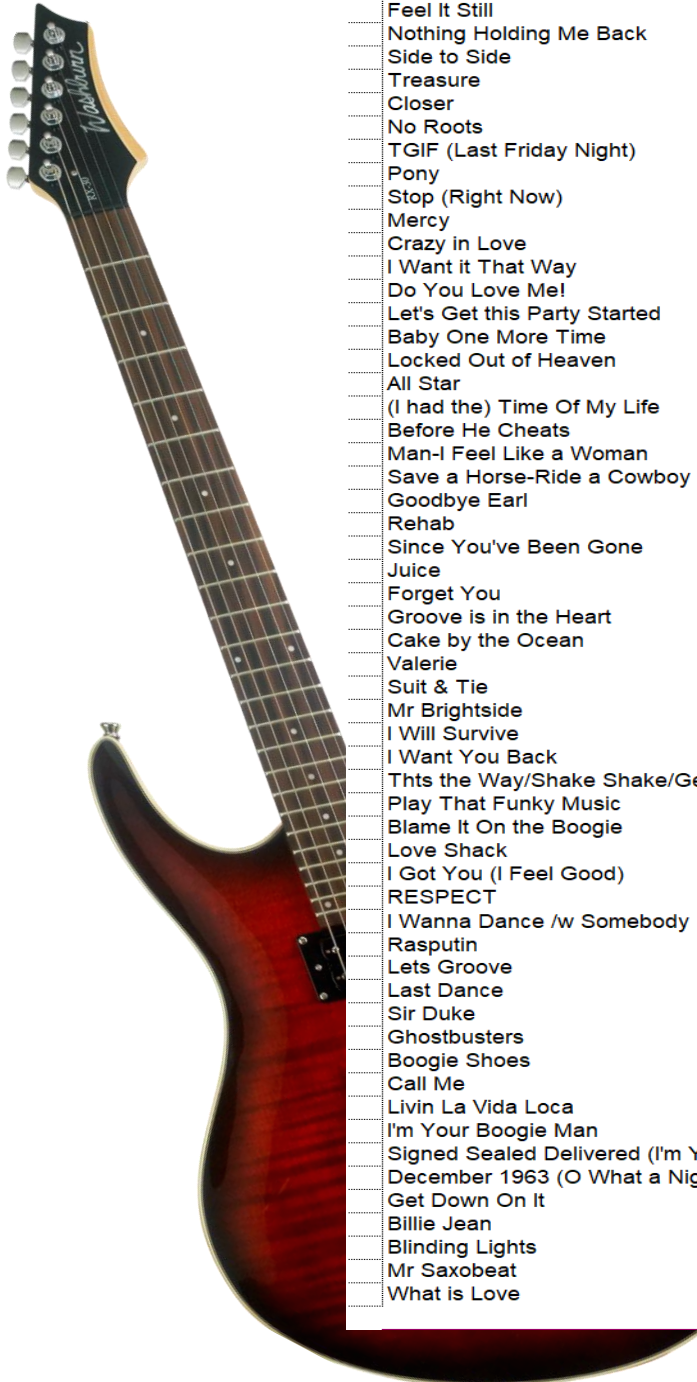 Washburn
RX-30
Feel It Still
Nothing Holding Me Back
Side to Side
Treasure
Closer
No Roots
TGIF (Last Friday Night)
Pony
Stop (Right Now)
Mercy
Crazy in Love
I Want it That Way
Do You Love Me!
Let's Get this Party Started
Baby One More Time
Locked Out of Heaven
All Star
(I had the) Time Of My Life
Before He Cheats
Man-I Feel Like a Woman
Save a Horse-Ride a Cowboy
Goodbye Earl
Rehab
Since You've Been Gone
Juice
Forget You
Groove is in the Heart
Cake by the Ocean
Valerie
Suit & Tie
Mr Brightside
I Will Survive
I Want You Back
Thts the Way/Shake Shake/Ge
Play That Funky Music
Blame It On the Boogie
Love Shack
I Got You (I Feel Good)
RESPECT
I Wanna Dance /w Somebody
Rasputin
Lets Groove
Last Dance
Sir Duke
Ghostbusters
Boogie Shoes
Call Me
Livin La Vida Loca
I'm Your Boogie Man
Signed Sealed Delivered (I'm Y
December 1963 (O What a Nig
Get Down On It
Billie Jean
Blinding Lights
Mr Saxobeat
What is Love